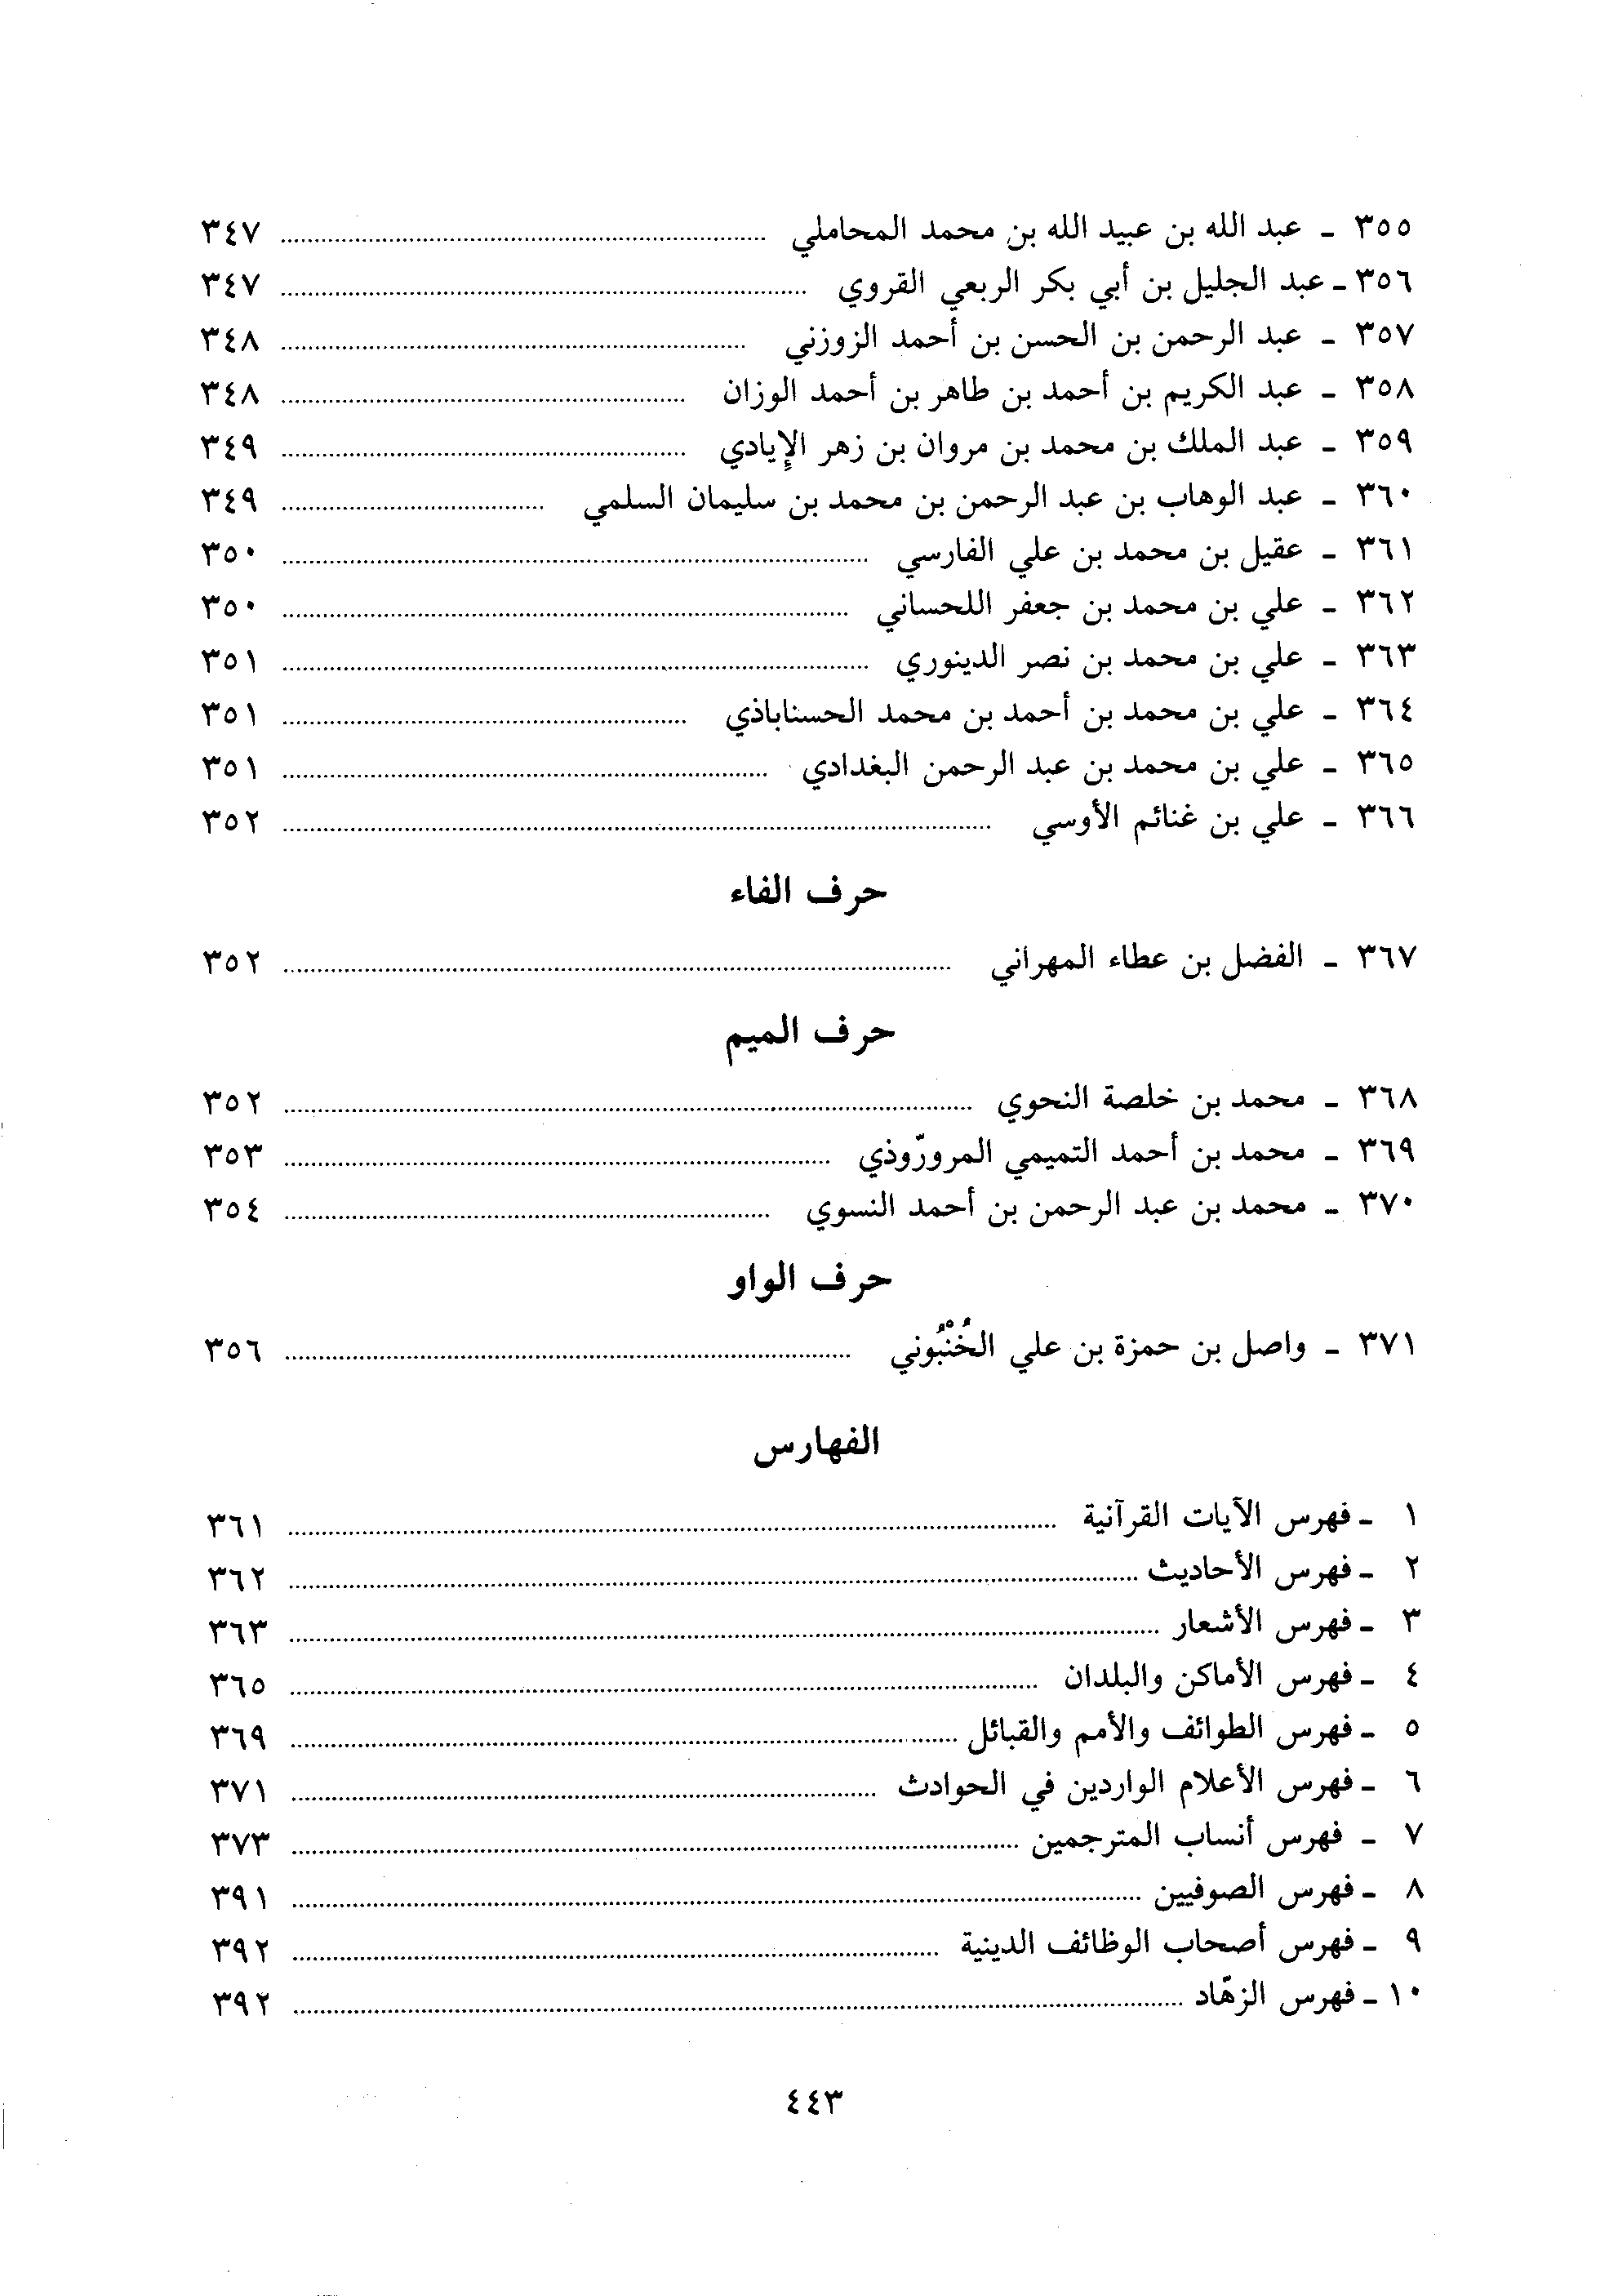 ٣٥٥ - عبد الله بن عبيد الله بن محمد المحاملي ........ ٣٤٧
٣٥٦ - عبد الجليل بن أبي بكر الربعي القروي ........ ٣٤٧
٣٥٧ - عبد الرحمن بن الحسن بن أحمد الزوزني ........ ٣٤٨
٣٥٨ - عبد الكريم بن أحمد بن طاهر بن أحمد الوزان ........ ٣٤٨
٣٥٩ - عبد الملك بن محمد بن مروان بن زهر الإيادي ........ ٣٤٩
٣٦٠ - عبد الوهاب بن عبد الرحمن بن محمد بن سليمان السلمي ........ ٣٤٩
٣٦١ - عقيل بن محمد بن علي الفارسي ........ ٣٥٠
٣٦٢ - علي بن محمد بن جعفر اللحساني ........ ٣٥٠
٣٦٣ - علي بن محمد بن نصر الدينوري ........ ٣٥١
٣٦٤ - علي بن محمد بن أحمد بن محمد الحسناباذي ........ ٣٥١
٣٦٥ - علي بن محمد بن عبد الرحمن البغدادي ........ ٣٥١
٣٦٦ - علي بن غنائم الأوسي ........ ٣٥٢
حرف الفاء
٣٦٧ - الفضل بن عطاء المهراني ........ ٣٥٢
حرف الميم
٣٦٨ - محمد بن خلصة النحوي ........ ٣٥٢
٣٦٩ - محمد بن أحمد التميمي المرورّوذي ........ ٣٥٣
٣٧٠ - محمد بن عبد الرحمن بن أحمد النسوي ........ ٣٥٤
حرف الواو
٣٧١ - واصل بن حمزة بن علي الخُنْبُوني ........ ٣٥٦
الفهارس
١ - فهرس الآيات القرآنية ........ ٣٦١
٢ - فهرس الأحاديث ........ ٣٦٢
٣ - فهرس الأشعار ........ ٣٦٣
٤ - فهرس الأماكن والبلدان ........ ٣٦٥
٥ - فهرس الطوائف والأمم والقبائل ........ ٣٦٩
٦ - فهرس الأعلام الواردين في الحوادث ........ ٣٧١
٧ - فهرس أنساب المترجمين ........ ٣٧٣
٨ - فهرس الصوفيين ........ ٣٩١
٩ - فهرس أصحاب الوظائف الدينية ........ ٣٩٢
١٠ - فهرس الزهّاد ........ ٣٩٢
٤٤٣